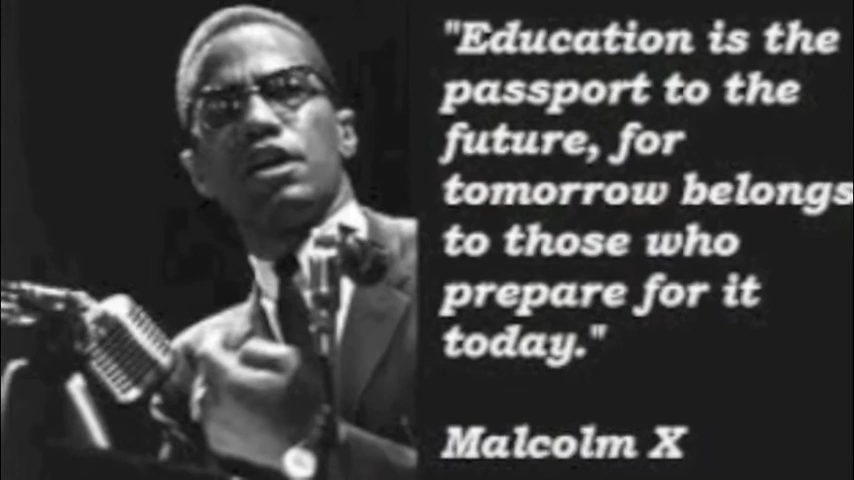 "Education is the
passport to the
future, for
tomorrow belongs
to those who
prepare for it
today."
Malcolm X